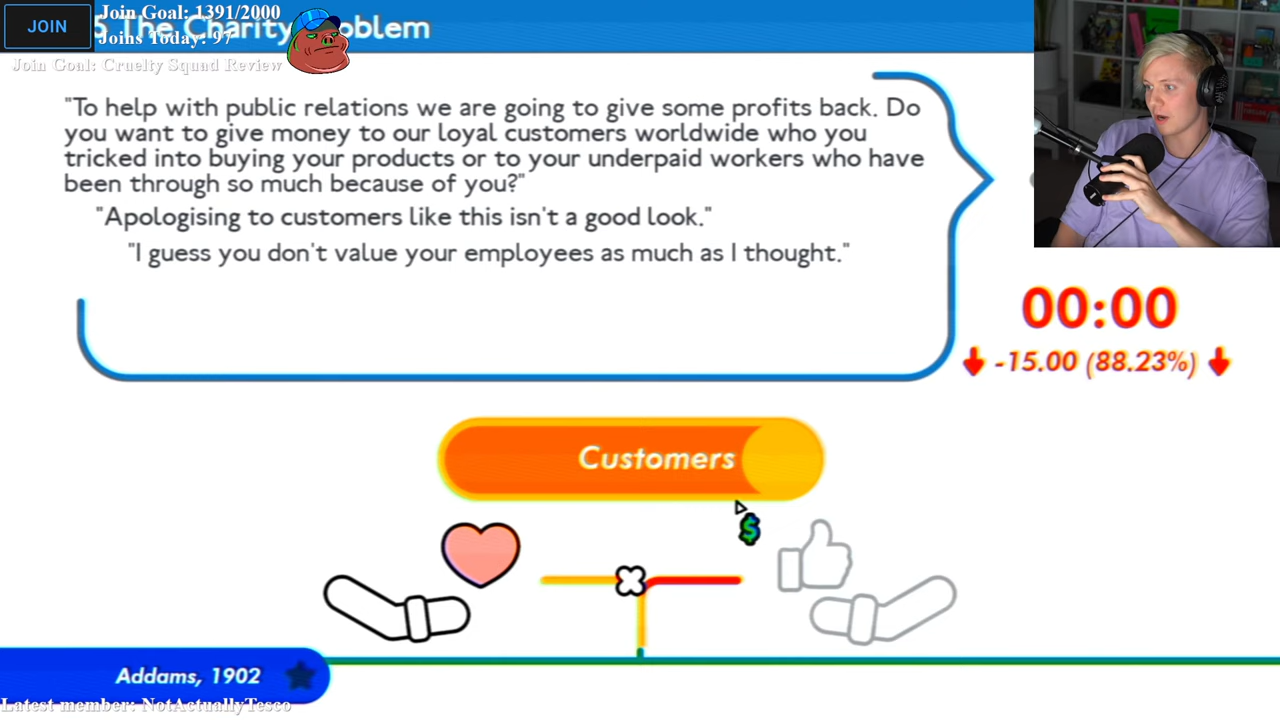 JOIN
Join Goal: 1391/2000
Joins Today: 97
Join Goal: Cruelty Squad Review
The Charity
"To help with public relations we are going to give some profits back. Do
you want to give money to our loyal customers worldwide who you
tricked into buying your products or to your underpaid workers who have
been through so much because of you?"
"Apologising to customers like this isn't a good look."
"I guess you don't value your employees as much as I thought."
00:00
-15.00 (88.23%)
Customers
$
Addams, 1902
Latest member: NotActuallyTesco